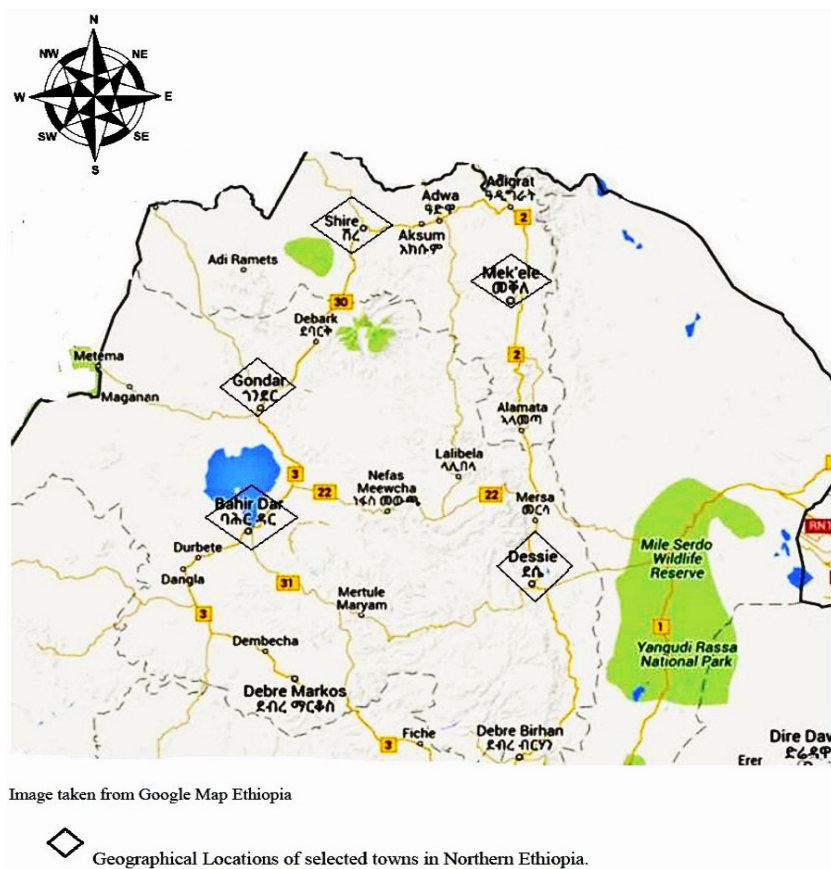 N
NW
NE
W
E
SW
SE
S
Adigrat
ዓዲግራት
Adwa
ዓድዋ
Shire
ሽረ
Aksum
አክሱም
2
Adi Ramets
Mek'ele
መቐለ
30
Debark
ደባርቅ
2
Metema
Maganan
Gondar
ጎንደር
Alamata
አላማጣ
Lalibela
ላሊበላ
3
22
Nefas
Meewcha
ነፋስ መውጫ
22
Mersa
መርሳ
Bahir Dar
ባሕር ዳር
RN1
Durbete
Dangla
Dessie
ደሴ
Mile Serdo
Wildlife
Reserve
31
Mertule
Maryam
3
1
Dembecha
Yangudi Rassa
National Park
Debre Markos
ደብረ ማርቆስ
Fiche
3
Debre Birhan
ደብረ ብርሃን
Dire Daw
ድሬዳዋ
Erer
Image taken from Google Map Ethiopia
Geographical Locations of selected towns in Northern Ethiopia.